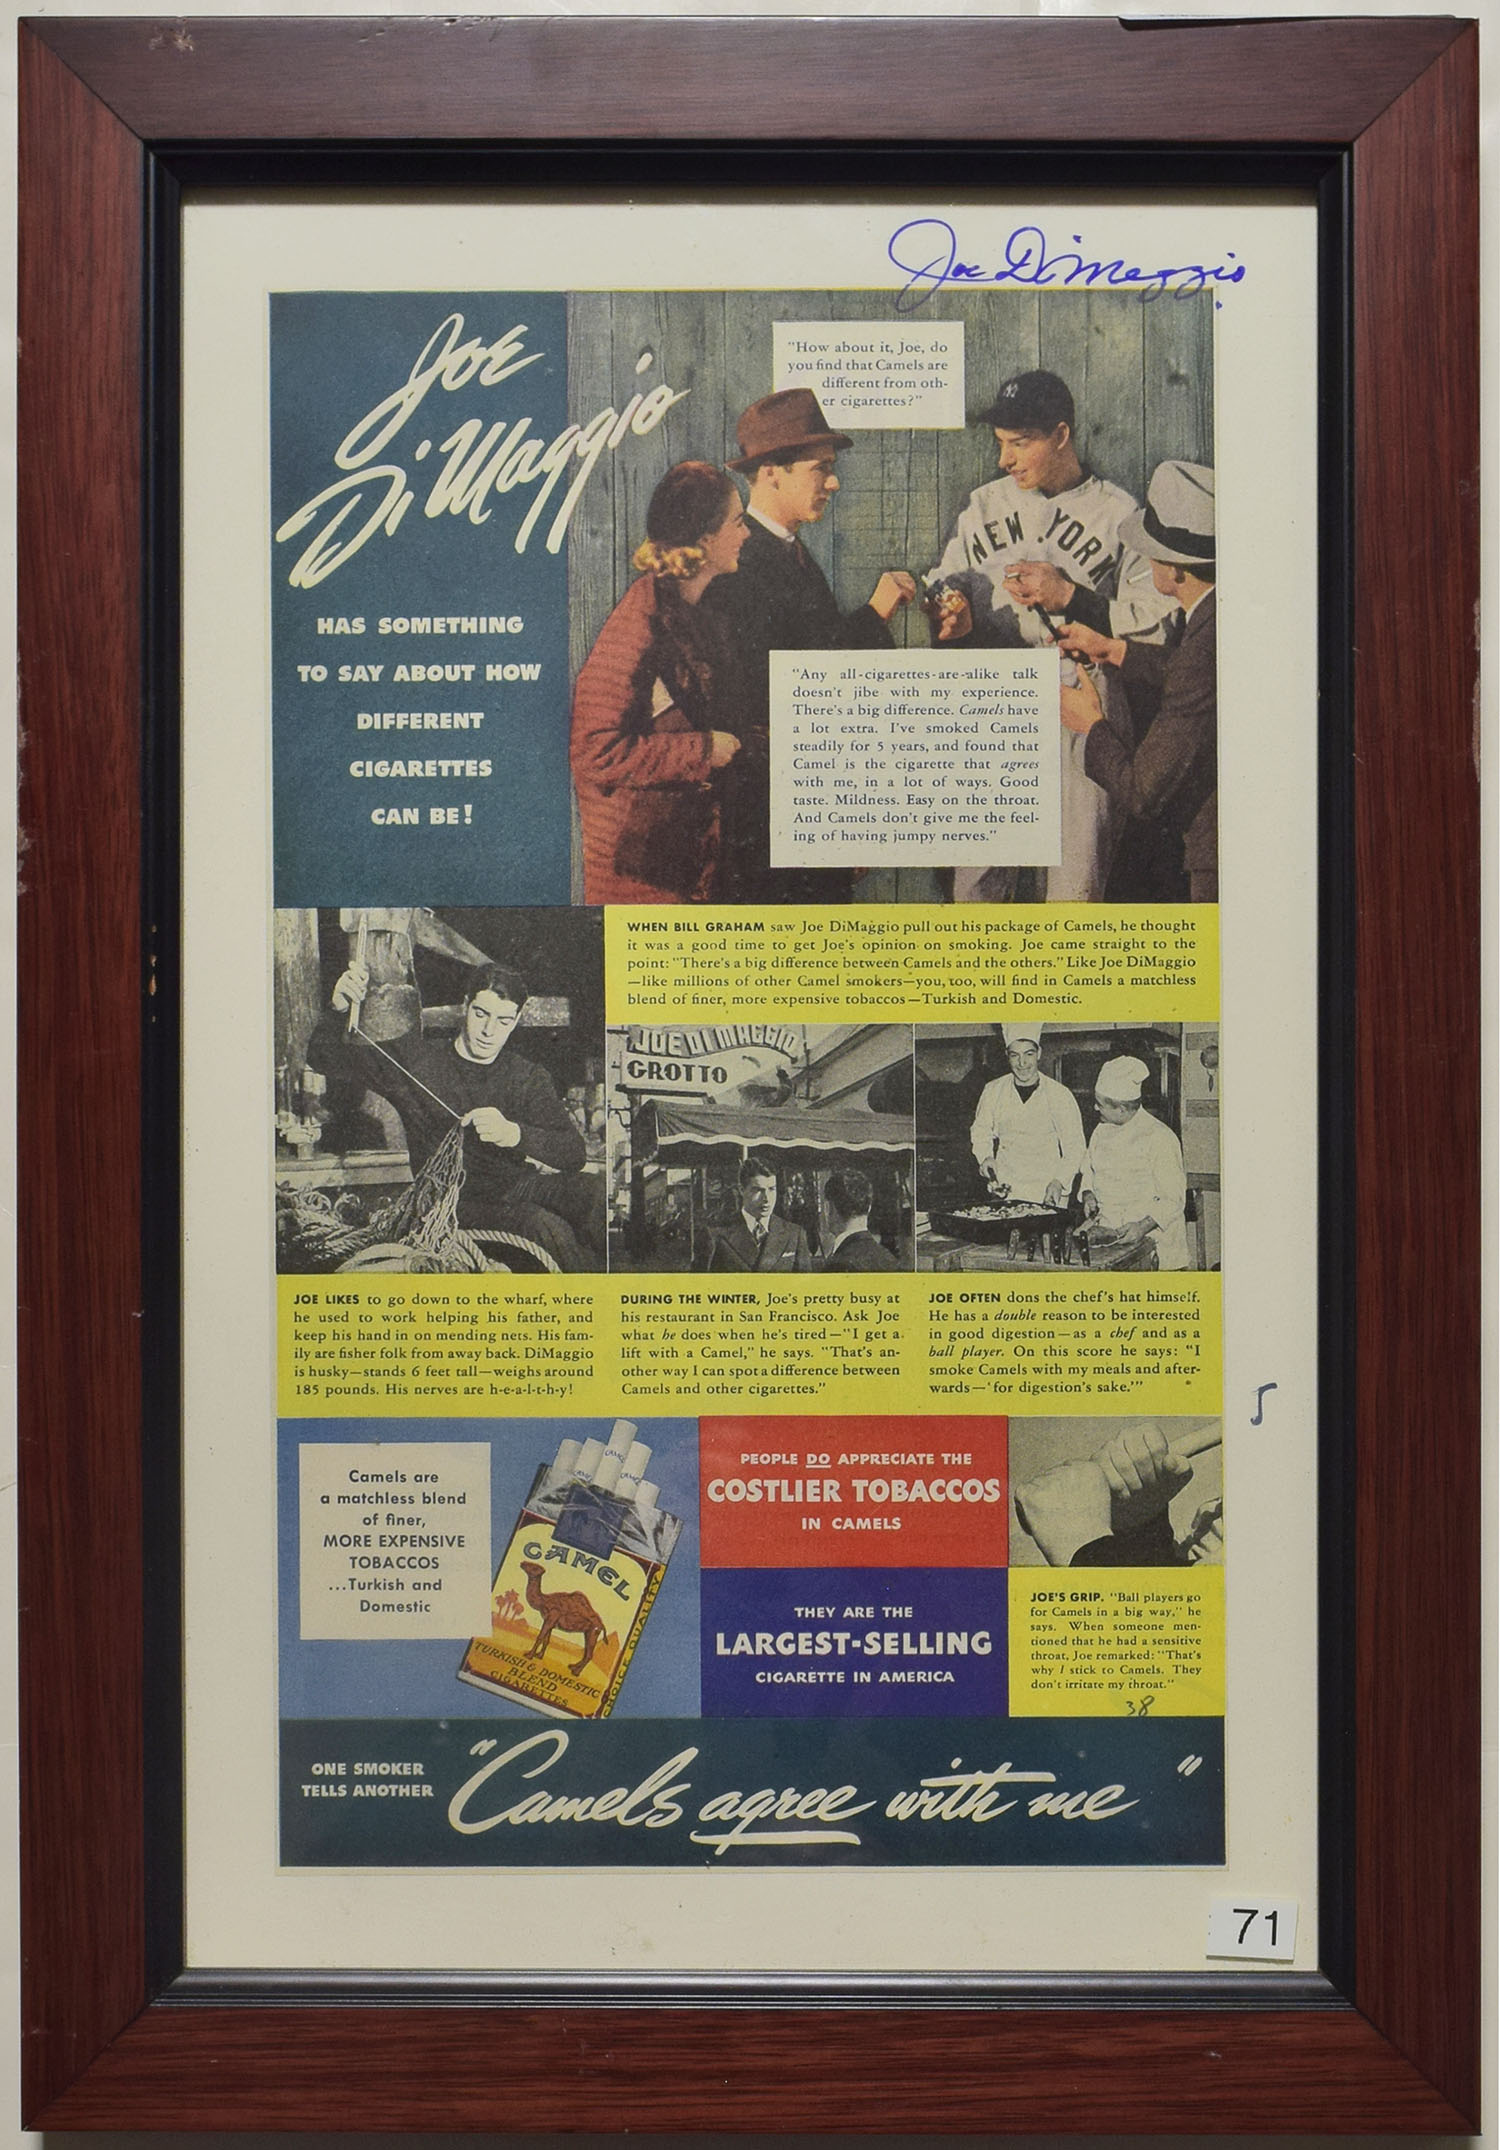 Joe DiMaggio
Joe
DiMaggio
HAS SOMETHING
TO SAY ABOUT HOW
DIFFERENT
CIGARETTES
CAN BE!
"How about it, Joe, do
you find that Camels are
different from oth-
er cigarettes?"
NEW YORK
"Any all-cigarettes-are-alike talk
doesn't jibe with my experience.
There's a big difference. Camels have
a lot extra. I've smoked Camels
steadily for 5 years, and found that
Camel is the cigarette that agrees
with me, in a lot of ways. Good
taste. Mildness. Easy on the throat.
And Camels don't give me the feel-
ing of having jumpy nerves."
WHEN BILL GRAHAM saw Joe DiMaggio pull out his package of Camels, he thought
it was a good time to get Joe's opinion on smoking. Joe came straight to the
point: "There's a big difference between Camels and the others." Like Joe DiMaggio
—like millions of other Camel smokers—you, too, will find in Camels a matchless
blend of finer, more expensive tobaccos—Turkish and Domestic.
JOE DI MAGGIO
GROTTO
JOE LIKES to go down to the wharf, where
he used to work helping his father, and
keep his hand in on mending nets. His fam-
ily are fisher folk from away back. DiMaggio
is husky—stands 6 feet tall—weighs around
185 pounds. His nerves are h-e-a-l-t-h-y!
DURING THE WINTER, Joe's pretty busy at
his restaurant in San Francisco. Ask Joe
what he does when he's tired—"I get a
lift with a Camel," he says. "That's an-
other way I can spot a difference between
Camels and other cigarettes."
JOE OFTEN dons the chef's hat himself.
He has a double reason to be interested
in good digestion—as a chef and as a
ball player. On this score he says: "I
smoke Camels with my meals and after-
wards—'for digestion's sake.'"
5
Camels are
a matchless blend
of finer,
MORE EXPENSIVE
TOBACCOS
...Turkish and
Domestic
CAMEL
TURKISH & DOMESTIC
BLEND
CIGARETTES
CHOICE QUALITY
PEOPLE DO APPRECIATE THE
COSTLIER TOBACCOS
IN CAMELS
THEY ARE THE
LARGEST-SELLING
CIGARETTE IN AMERICA
JOE'S GRIP. "Ball players go
for Camels in a big way," he
says. When someone men-
tioned that he had a sensitive
throat, Joe remarked: "That's
why I stick to Camels. They
don't irritate my throat."
38
ONE SMOKER
TELLS ANOTHER
"Camels agree with me"
71